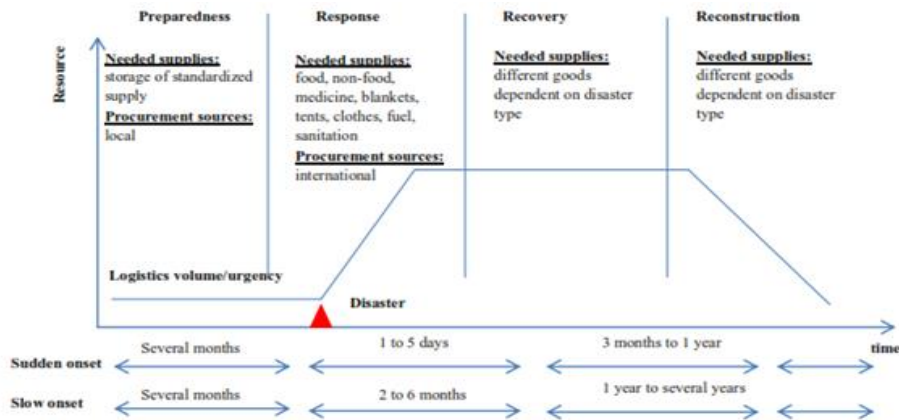 Preparedness
Response
Recovery
Reconstruction
Resource
Needed supplies:
storage of standardized
supply
Procurement sources:
local
Needed supplies:
food, non-food,
medicine, blankets,
tents, clothes, fuel,
sanitation
Procurement sources:
international
Needed supplies:
different goods
dependent on disaster
type
Needed supplies:
different goods
dependent on disaster
type
Logistics volume/urgency
Disaster
time
Sudden onset
Several months
1 to 5 days
3 months to 1 year
Slow onset
Several months
2 to 6 months
1 year to several years